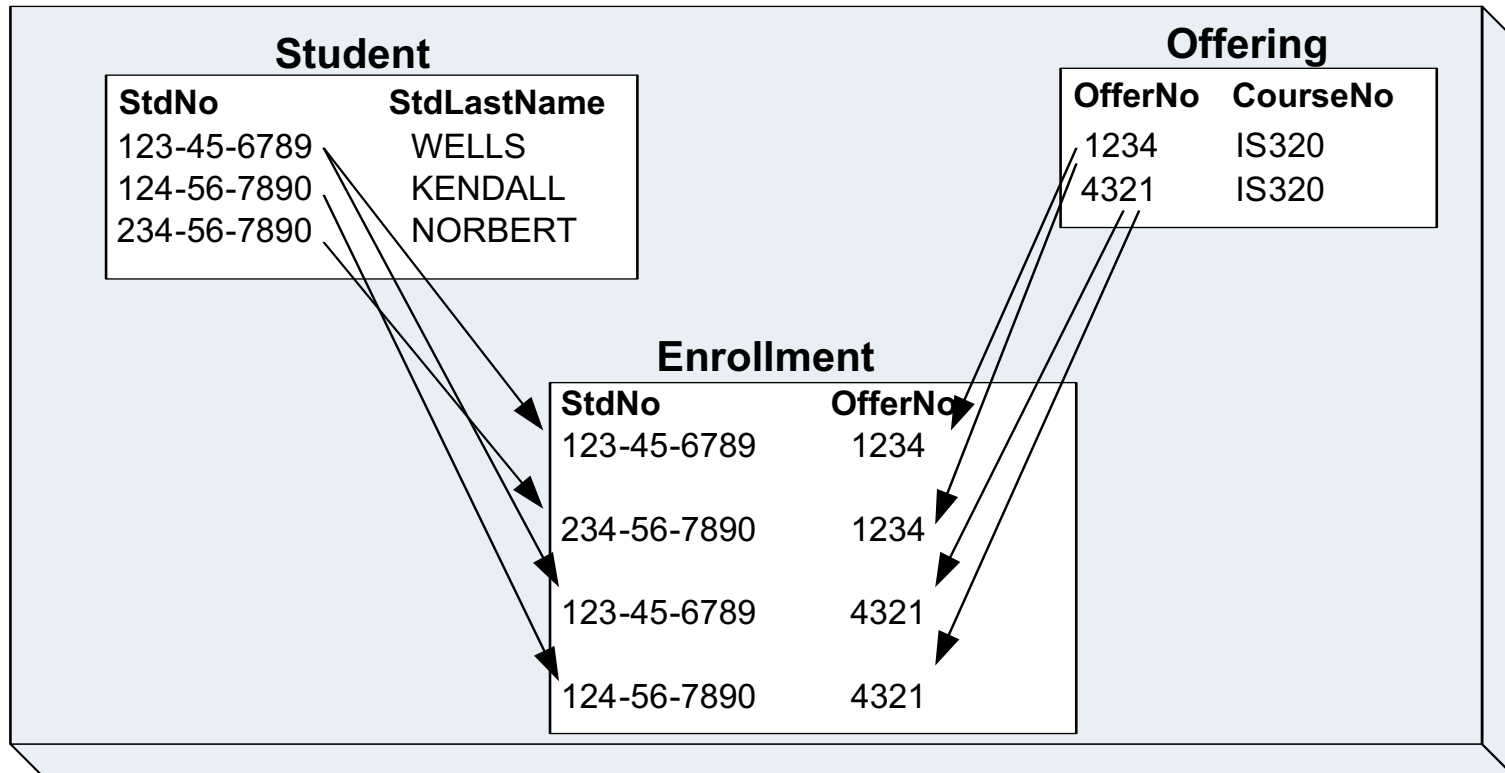 Student
StdNo StdLastName
123-45-6789 WELLS
124-56-7890 KENDALL
234-56-7890 NORBERT
Offering
OfferNo CourseNo
1234 IS320
4321 IS320
Enrollment
StdNo OfferNo
123-45-6789 1234
234-56-7890 1234
123-45-6789 4321
124-56-7890 4321